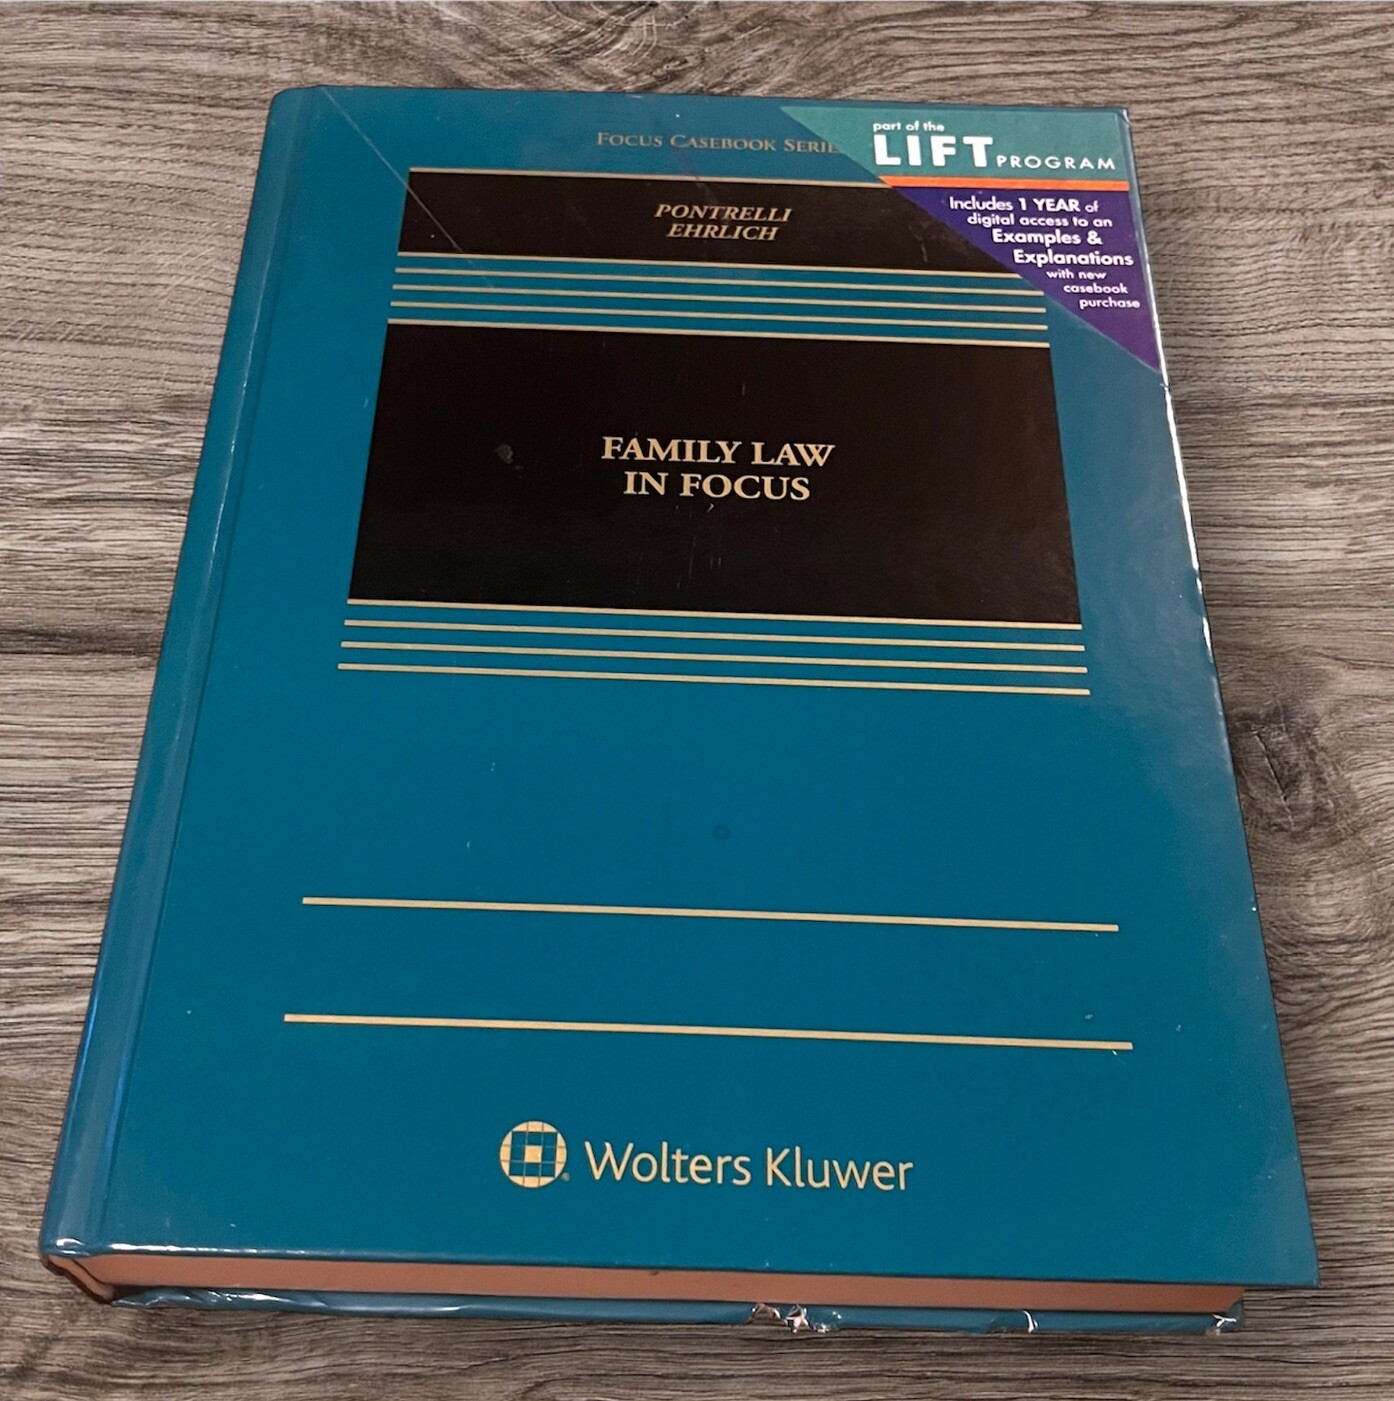 FOCUS CASEBOOK SERIE
part of the
LIFT PROGRAM
Includes 1 YEAR of
digital access to an
Examples &
Explanations
with new
casebook
purchase
PONTRELLI
EHRLICH
FAMILY LAW
IN FOCUS
Wolters Kluwer